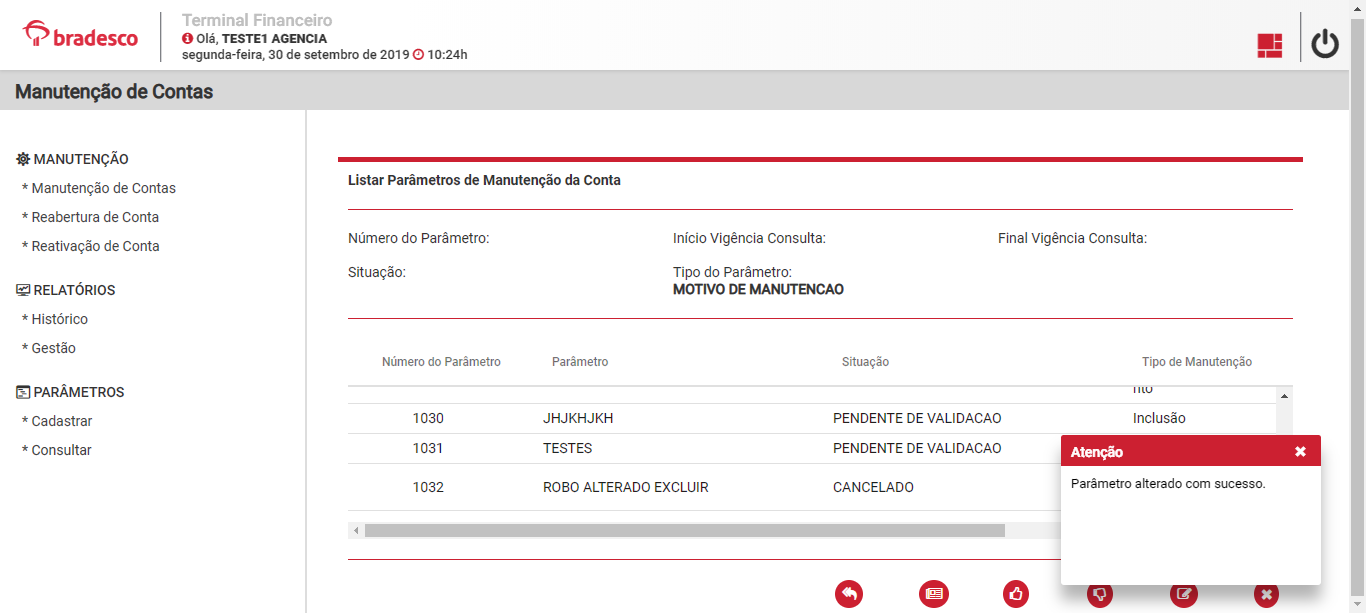 bradesco
Terminal Financeiro
Olá, TESTE1 AGENCIA
segunda-feira, 30 de setembro de 2019 10:24h
Manutenção de Contas
MANUTENÇÃO
* Manutenção de Contas
* Reabertura de Conta
* Reativação de Conta
RELATÓRIOS
* Histórico
* Gestão
PARÂMETROS
* Cadastrar
* Consultar
Listar Parâmetros de Manutenção da Conta
Número do Parâmetro: Início Vigência Consulta: Final Vigência Consulta:
Situação: Tipo do Parâmetro:
MOTIVO DE MANUTENCAO
Número do Parâmetro Parâmetro Situação Tipo de Manutenção
nto
1030 JHJKHJKH PENDENTE DE VALIDACAO Inclusão
1031 TESTES PENDENTE DE VALIDACAO
1032 ROBO ALTERADO EXCLUIR CANCELADO
Atenção
Parâmetro alterado com sucesso.